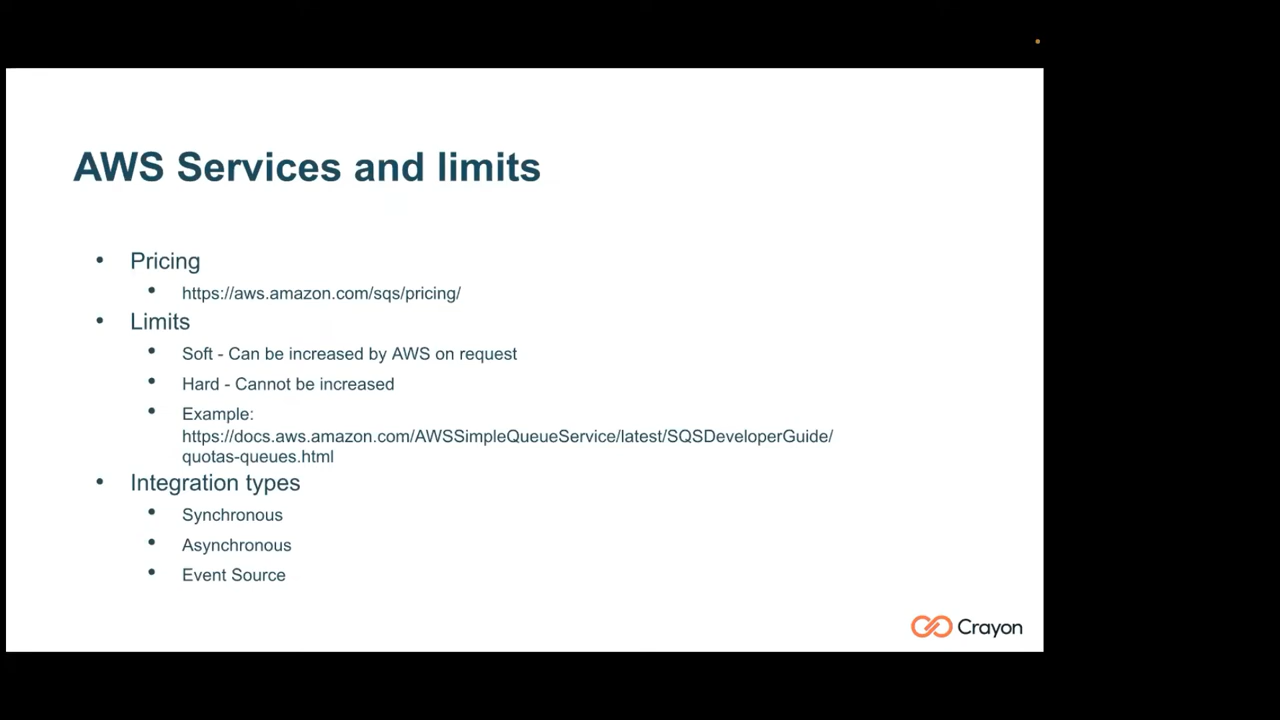 AWS Services and limits
• Pricing
• https://aws.amazon.com/sqs/pricing/
• Limits
• Soft - Can be increased by AWS on request
• Hard - Cannot be increased
• Example:
https://docs.aws.amazon.com/AWSSimpleQueueService/latest/SQSDeveloperGuide/
quotas-queues.html
• Integration types
• Synchronous
• Asynchronous
• Event Source
Crayon